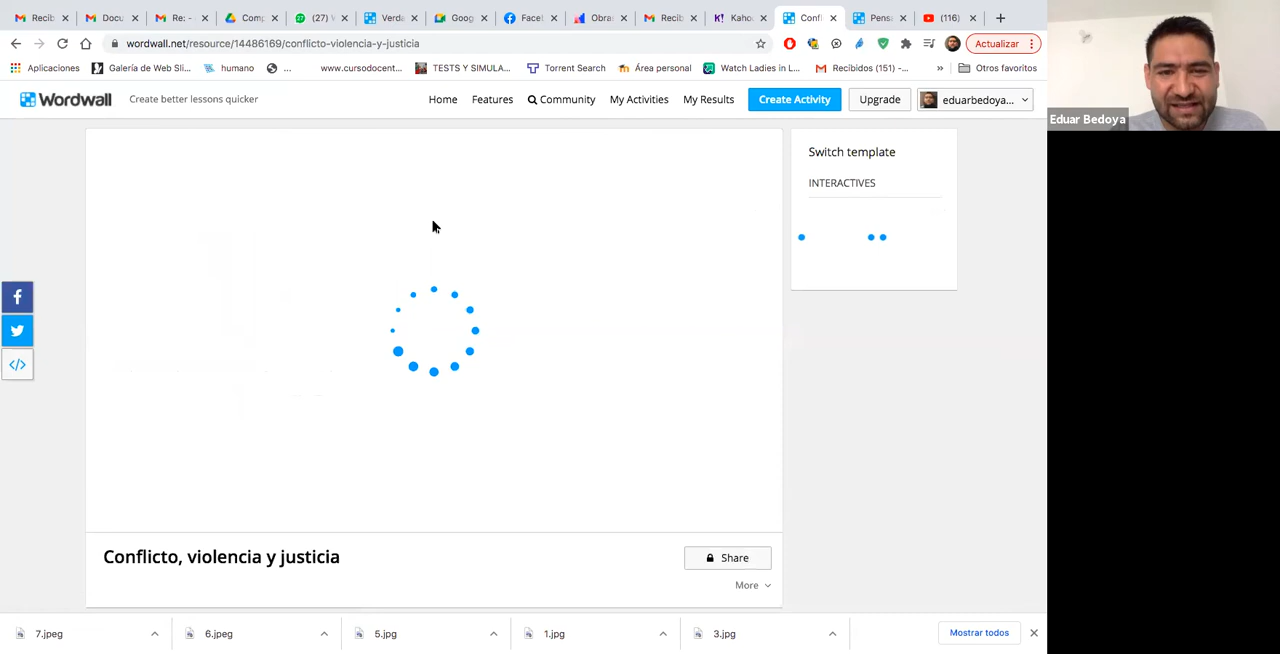 Recib
Docu
Re: -
Comp
(27) V
Verda
Goog
Facel
Obra:
Recib
Kaho
Confl
Pensa
(116)
wordwall.net/resource/14486169/conflicto-violencia-y-justicia
Actualizar
Aplicaciones
Galería de Web Sli...
humano
...
www.cursodocent...
TESTS Y SIMULA...
Torrent Search
Área personal
Watch Ladies in L...
Recibidos (151) -...
»
Otros favoritos
Wordwall
Create better lessons quicker
Home
Features
Community
My Activities
My Results
Create Activity
Upgrade
eduarbedoya...
Eduar Bedoya
Switch template
INTERACTIVES
Conflicto, violencia y justicia
Share
More
7.jpeg
6.jpeg
5.jpg
1.jpg
3.jpg
Mostrar todos